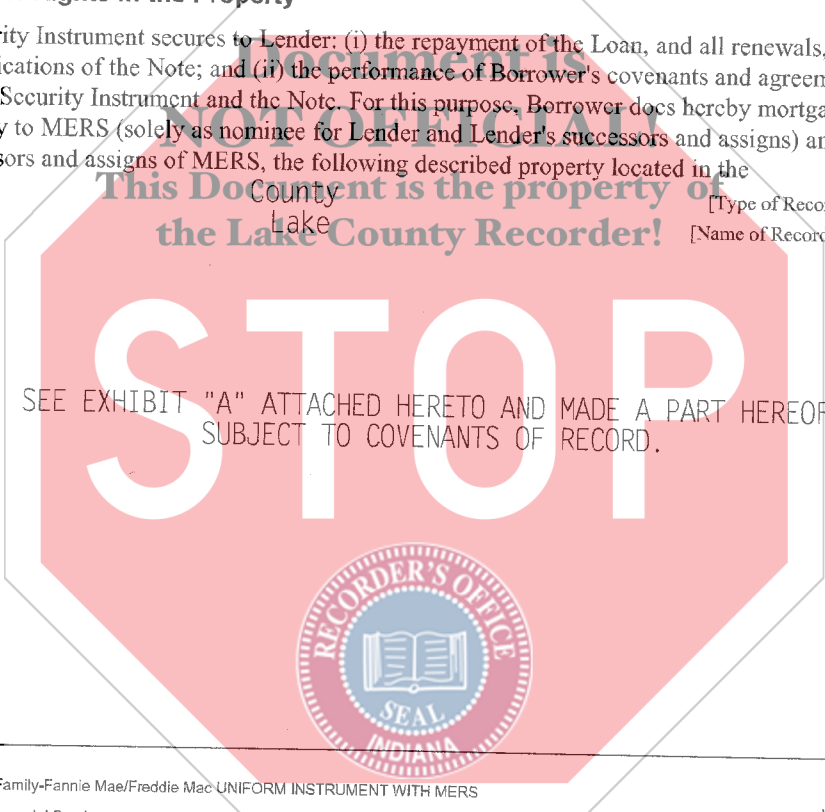 rity Instrument secures to Lender: (i) the repayment of the Loan, and all renewals,
ications of the Note; and (ii) the performance of Borrower's covenants and agreem
Security Instrument and the Note. For this purpose, Borrower does hereby mortga
y to MERS (solely as nominee for Lender and Lender's successors and assigns) an
sors and assigns of MERS, the following described property located in the
County [Type of Recor
Lake [Name of Record
Document is
NOT OFFICIAL!
This Document is the property of
the Lake County Recorder!
STOP
SEE EXHIBIT "A" ATTACHED HERETO AND MADE A PART HEREOF
SUBJECT TO COVENANTS OF RECORD.
RECORDER'S OFFICE
SEAL
INDIANA
Family-Fannie Mae/Freddie Mac UNIFORM INSTRUMENT WITH MERS